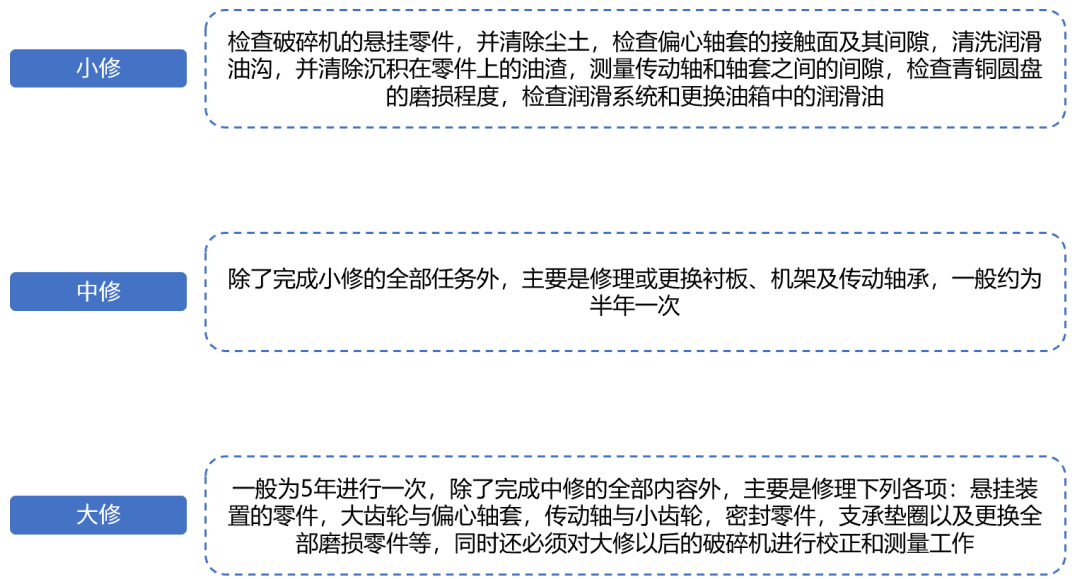 小修
检查破碎机的悬挂零件，并清除尘土，检查偏心轴套的接触面及其间隙，清洗润滑
油沟，并清除沉积在零件上的油渣，测量传动轴和轴套之间的间隙，检查青铜圆盘
的磨损程度，检查润滑系统和更换油箱中的润滑油
中修
除了完成小修的全部任务外，主要是修理或更换衬板、机架及传动轴承，一般约为
半年一次
大修
一般为5年进行一次，除了完成中修的全部内容外，主要是修理下列各项：悬挂装
置的零件，大齿轮与偏心轴套，传动轴与小齿轮，密封零件，支承垫圈以及更换全
部磨损零件等，同时还必须对大修以后的破碎机进行校正和测量工作